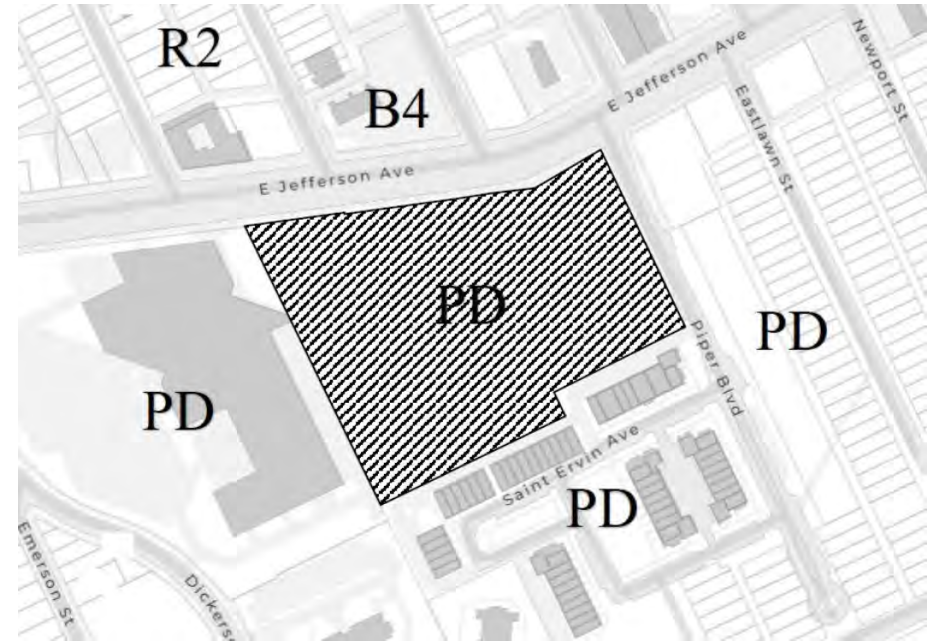 R2
B4
E Jefferson Ave
Newport St
Eastlawn St
E Jefferson Ave
PD
PD
PD
Piper Blvd
Saint Ervin Ave
PD
Emerson St
Dickers